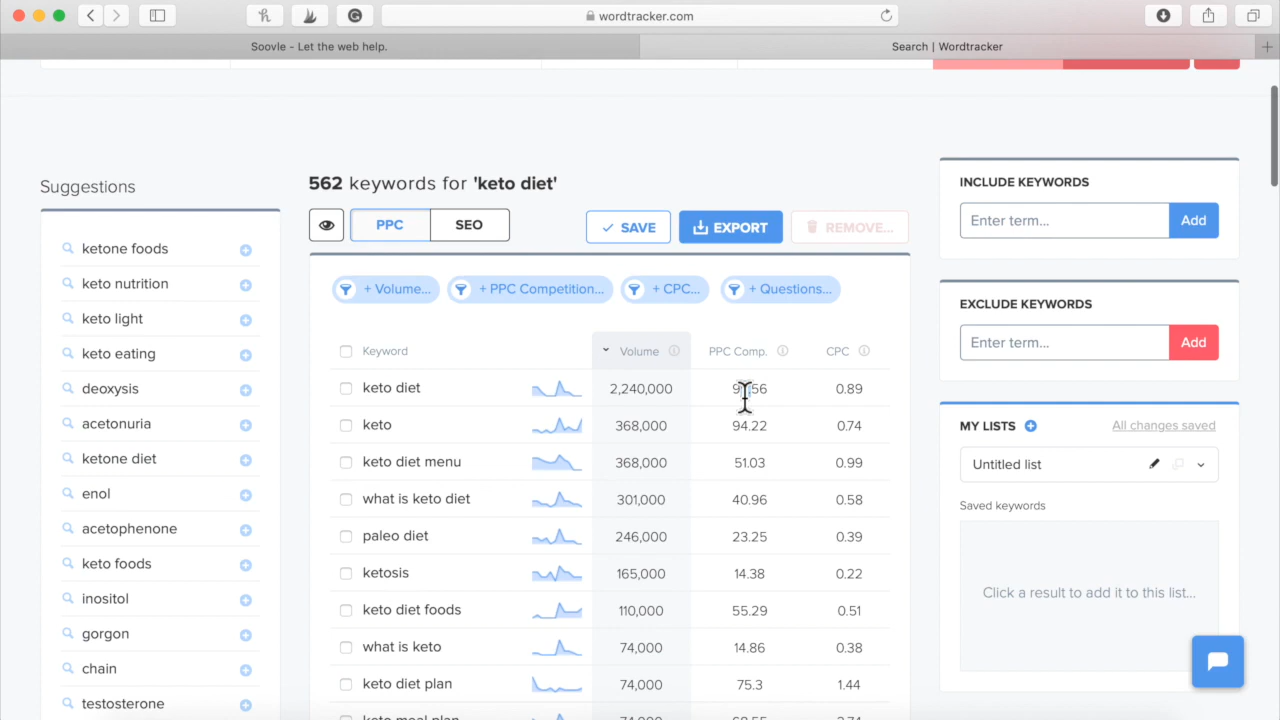 wordtracker.com
Soovle - Let the web help.
Search | Wordtracker
Suggestions
ketone foods
keto nutrition
keto light
keto eating
deoxysis
acetonuria
ketone diet
enol
acetophenone
keto foods
inositol
gorgon
chain
testosterone
562 keywords for 'keto diet'
PPC SEO SAVE EXPORT REMOVE...
+ Volume... + PPC Competition... + CPC... + Questions...
Keyword Volume PPC Comp. CPC
keto diet 2,240,000 0.89
keto 368,000 94.22 0.74
keto diet menu 368,000 51.03 0.99
what is keto diet 301,000 40.96 0.58
paleo diet 246,000 23.25 0.39
ketosis 165,000 14.38 0.22
keto diet foods 110,000 55.29 0.51
what is keto 74,000 14.86 0.38
keto diet plan 74,000 75.3 1.44
INCLUDE KEYWORDS
Enter term... Add
EXCLUDE KEYWORDS
Enter term... Add
MY LISTS All changes saved
Untitled list
Saved keywords
Click a result to add it to this list...